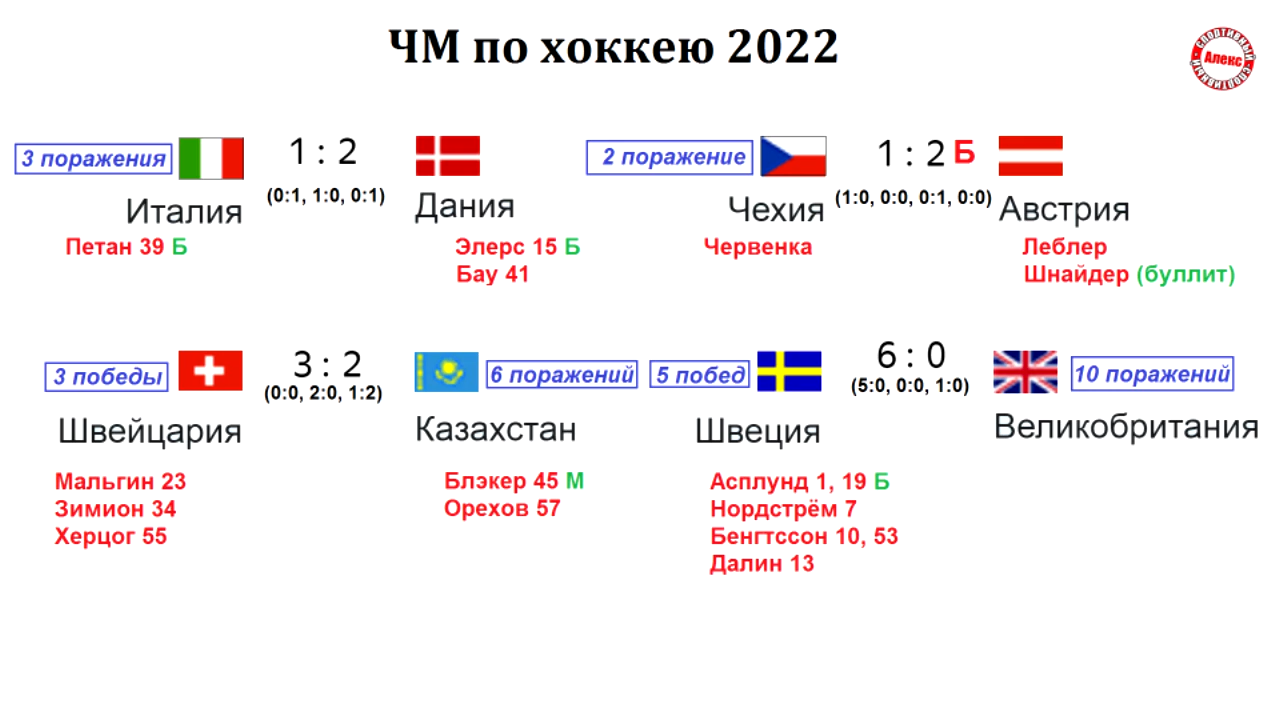 ЧМ по хоккею 2022
СПОРТИВНЫЙ
Алекс
СПОРТИВНЫЙ
3 поражения
1 : 2
(0:1, 1:0, 0:1)
Италия
Дания
Петан 39 Б
Элерс 15 Б
Бау 41
2 поражение
1 : 2 Б
(1:0, 0:0, 0:1, 0:0)
Чехия
Австрия
Червенка
Леблер
Шнайдер (буллит)
3 победы
3 : 2
(0:0, 2:0, 1:2)
6 поражений
Швейцария
Казахстан
Мальгин 23
Зимион 34
Херцог 55
Блэкер 45 М
Орехов 57
5 побед
6 : 0
(5:0, 0:0, 1:0)
10 поражений
Швеция
Великобритания
Асплунд 1, 19 Б
Нордстрём 7
Бенгтссон 10, 53
Далин 13